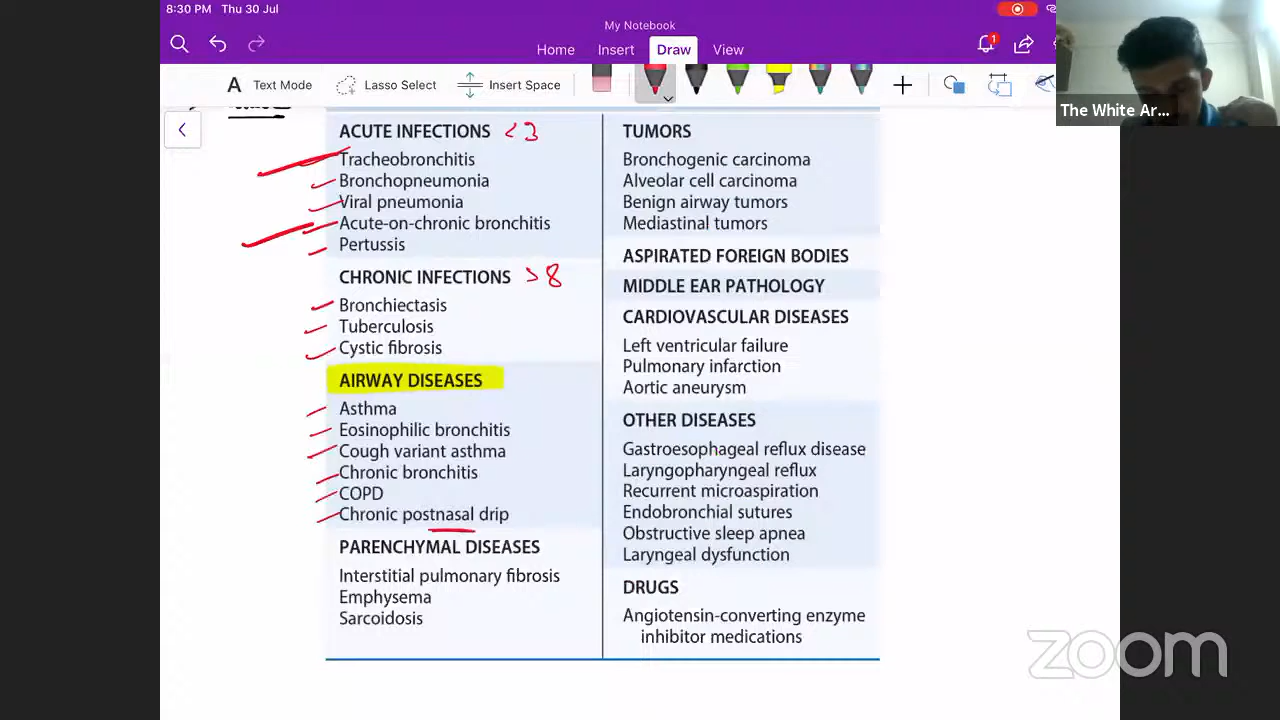 8:30 PM Thu 30 Jul
My Notebook
1
Home Insert Draw View
A Text Mode Lasso Select Insert Space
The White Ar...
ACUTE INFECTIONS <3
Tracheobronchitis
Bronchopneumonia
Viral pneumonia
Acute-on-chronic bronchitis
Pertussis
CHRONIC INFECTIONS >8
Bronchiectasis
Tuberculosis
Cystic fibrosis
AIRWAY DISEASES
Asthma
Eosinophilic bronchitis
Cough variant asthma
Chronic bronchitis
COPD
Chronic postnasal drip
PARENCHYMAL DISEASES
Interstitial pulmonary fibrosis
Emphysema
Sarcoidosis
TUMORS
Bronchogenic carcinoma
Alveolar cell carcinoma
Benign airway tumors
Mediastinal tumors
ASPIRATED FOREIGN BODIES
MIDDLE EAR PATHOLOGY
CARDIOVASCULAR DISEASES
Left ventricular failure
Pulmonary infarction
Aortic aneurysm
OTHER DISEASES
Gastroesophageal reflux disease
Laryngopharyngeal reflux
Recurrent microaspiration
Endobronchial sutures
Obstructive sleep apnea
Laryngeal dysfunction
DRUGS
Angiotensin-converting enzyme
inhibitor medications
zoom